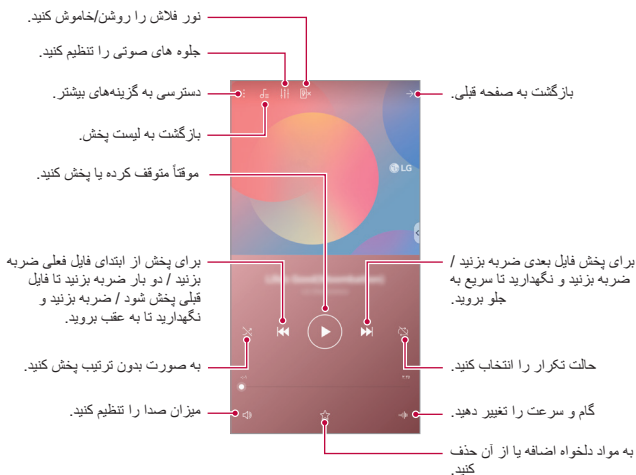 نور فلاش را روشن/خاموش کنید.
جلوه های صوتی را تنظیم کنید.
دسترسی به گزینه‌های بیشتر.
بازگشت به صفحه قبلی.
بازگشت به لیست پخش.
موقتاً متوقف کرده یا پخش کنید.
LG
برای پخش از ابتدای فایل فعلی ضربه
بزنید / دو بار ضربه بزنید تا فایل
قبلی پخش شود / ضربه بزنید و
نگهدارید تا به عقب بروید.
برای پخش فایل بعدی ضربه بزنید /
ضربه بزنید و نگهدارید تا سریع به
جلو بروید.
به صورت بدون ترتیب پخش کنید.
حالت تکرار را انتخاب کنید.
میزان صدا را تنظیم کنید.
گام و سرعت را تغییر دهید.
به مواد دلخواه اضافه یا از آن حذف
کنید.